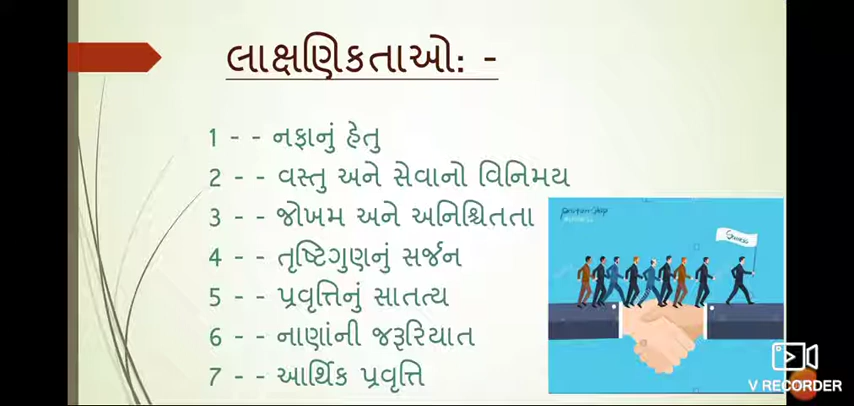 લાક્ષણિકતાઓ: -
1 - - નફાનું હેતુ
2 - - વસ્તુ અને સેવાનો વિનિમય
3 - - જોખમ અને અનિશ્ચિતતા
4 - - તૃષ્ટિગુણનું સર્જન
5 - - પ્રવૃત્તિનું સાતત્ય
6 - - નાણાંની જરૂરિયાત
7 - - આર્થિક પ્રવૃત્તિ
V RECORDER